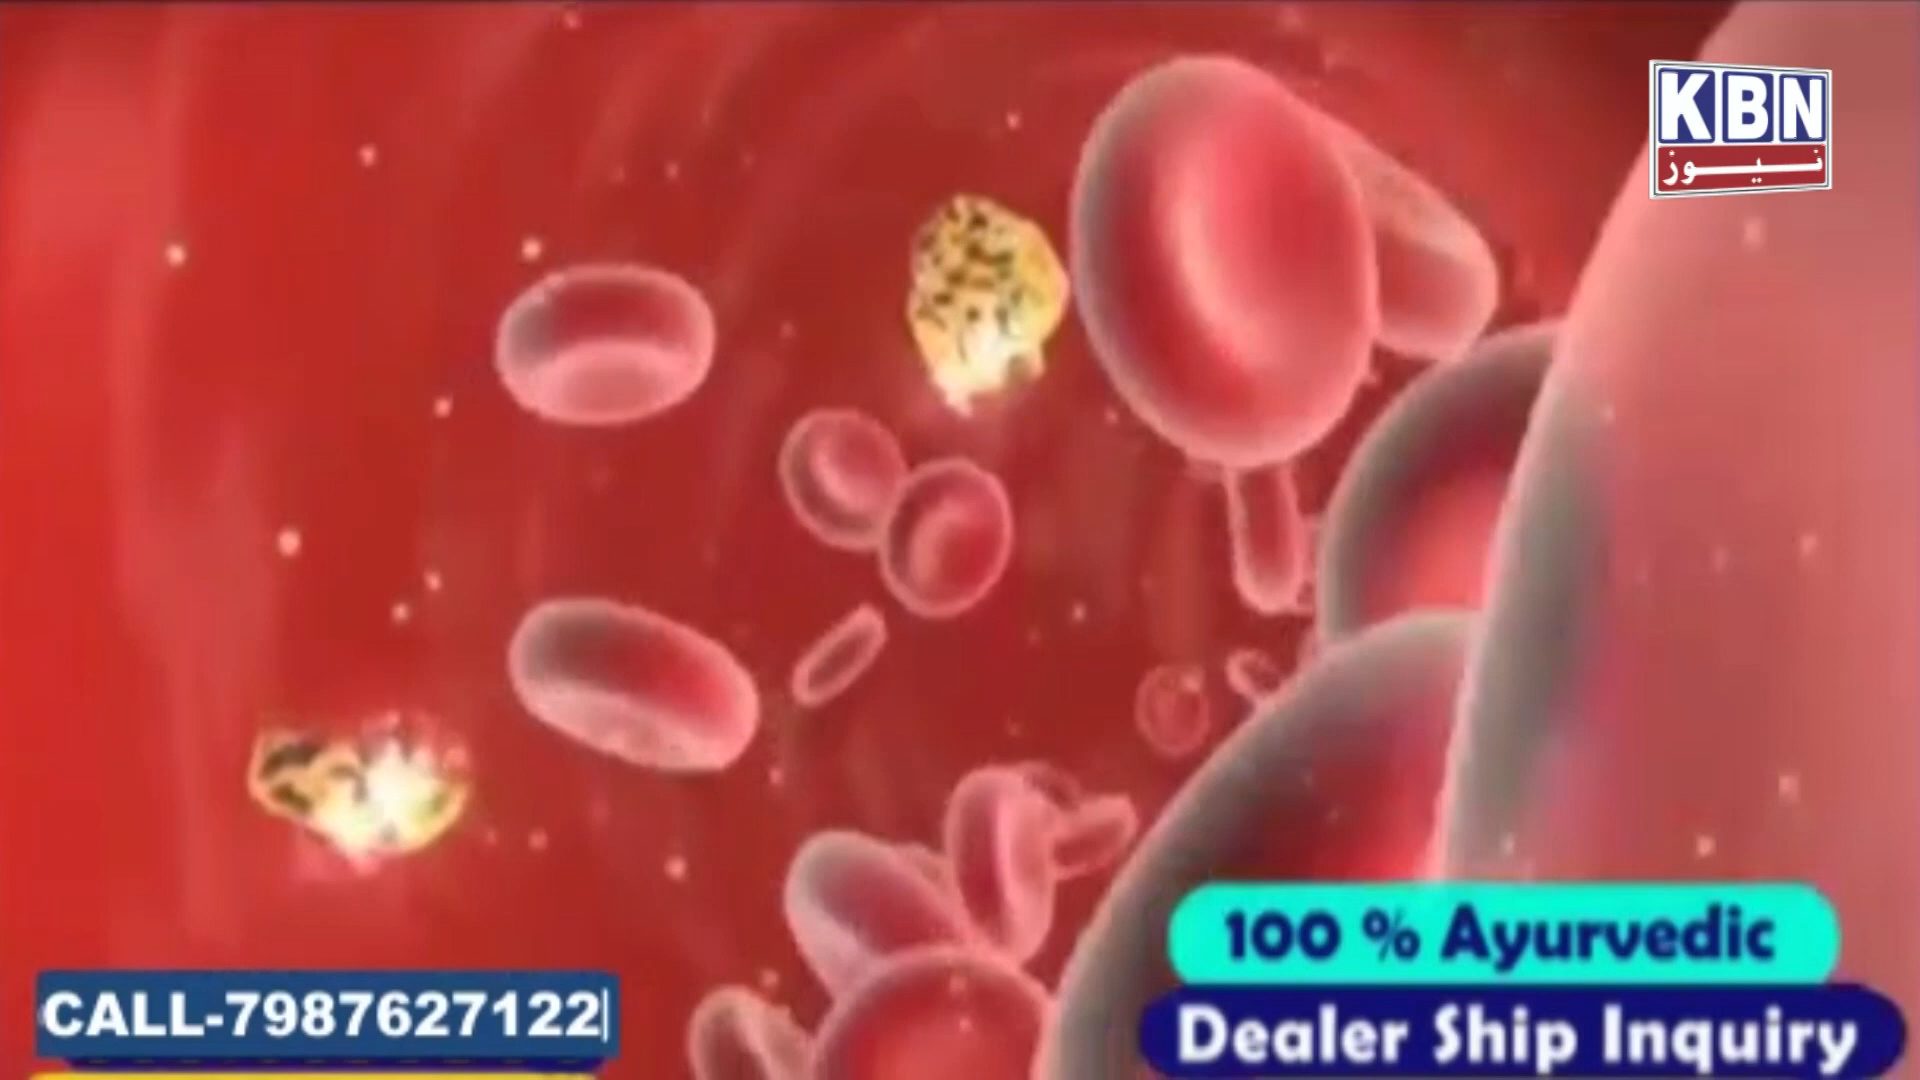 KBN
نیوز
100 % Ayurvedic
CALL-7987627122
Dealer Ship Inquiry